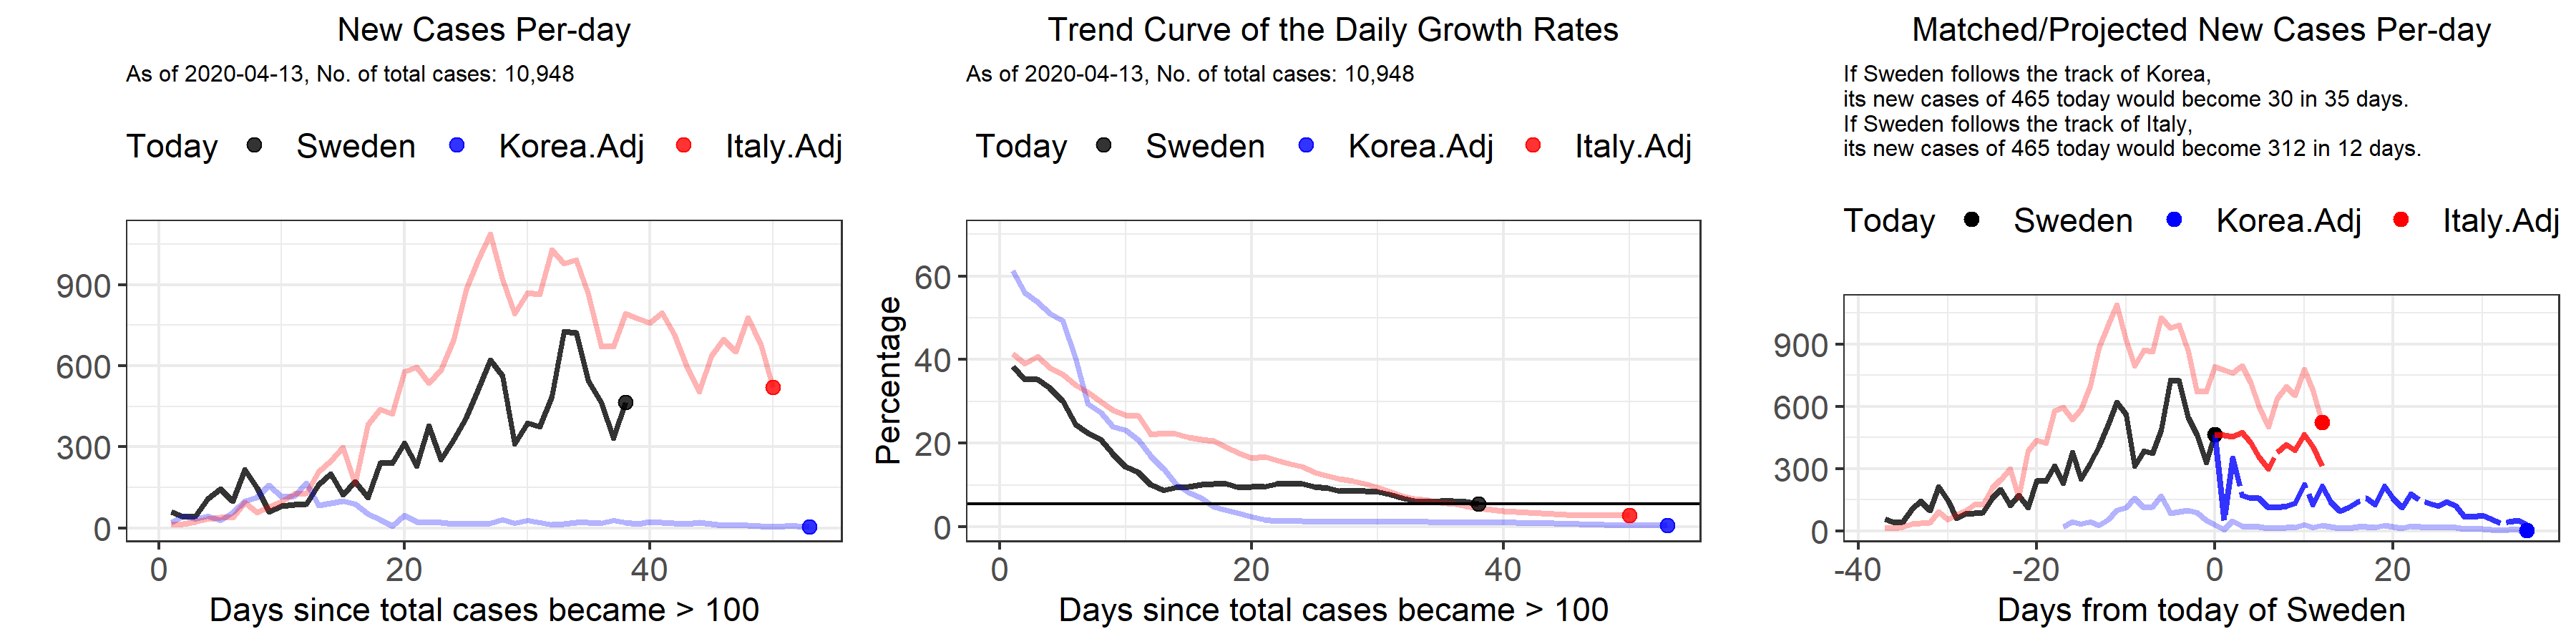 New Cases Per-day
As of 2020-04-13, No. of total cases: 10,948
Today Sweden Korea.Adj Italy.Adj
900
600
300
0
0 20 40
Days since total cases became > 100
Trend Curve of the Daily Growth Rates
As of 2020-04-13, No. of total cases: 10,948
Today Sweden Korea.Adj Italy.Adj
Percentage
60
40
20
0
0 20 40
Days since total cases became > 100
Matched/Projected New Cases Per-day
If Sweden follows the track of Korea,
its new cases of 465 today would become 30 in 35 days.
If Sweden follows the track of Italy,
its new cases of 465 today would become 312 in 12 days.
Today Sweden Korea.Adj Italy.Adj
900
600
300
0
-40 -20 0 20
Days from today of Sweden